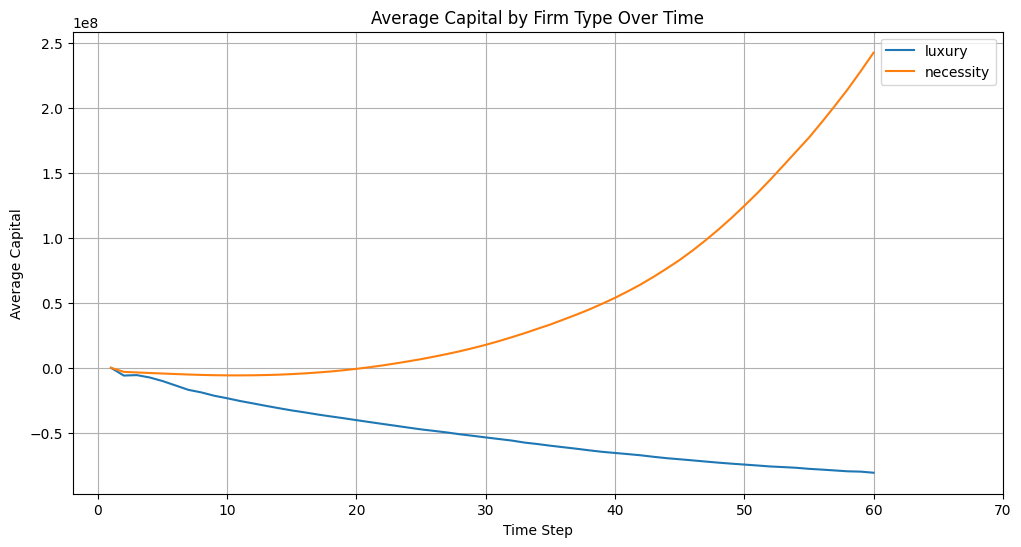 Average Capital by Firm Type Over Time
1e8
2.5
2.0
1.5
1.0
0.5
0.0
−0.5
Average Capital
luxury
necessity
0 10 20 30 40 50 60 70
Time Step